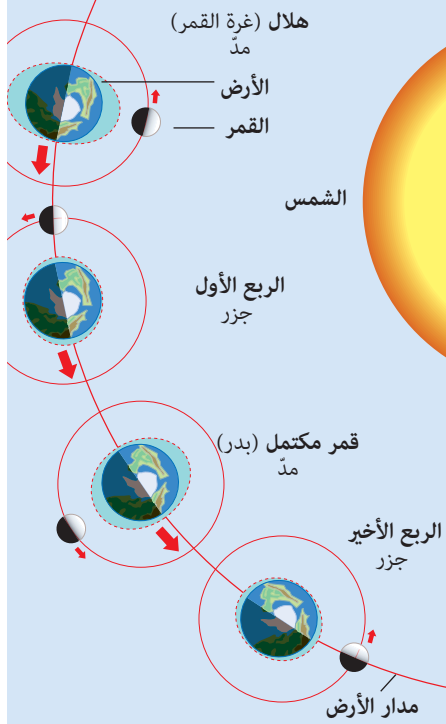 هلال (غرة القمر)
مدّ
الأرض
القمر
الشمس
الربع الأول
جزر
قمر مكتمل (بدر)
مدّ
الربع الأخير
جزر
مدار الأرض